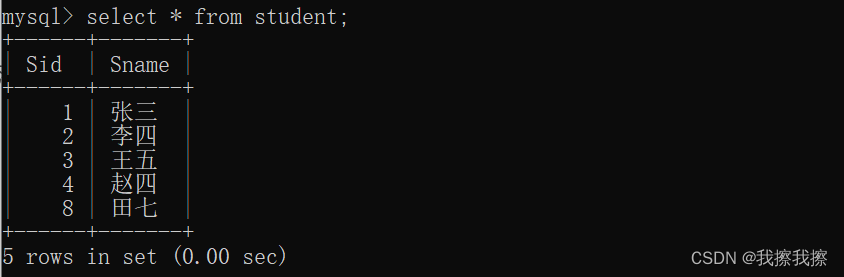 mysql> select * from student;
+------+-------+
| Sid  | Sname |
+------+-------+
|    1 | 张三  |
|    2 | 李四  |
|    3 | 王五  |
|    4 | 赵四  |
|    8 | 田七  |
+------+-------+
5 rows in set (0.00 sec)
CSDN @我擦我擦